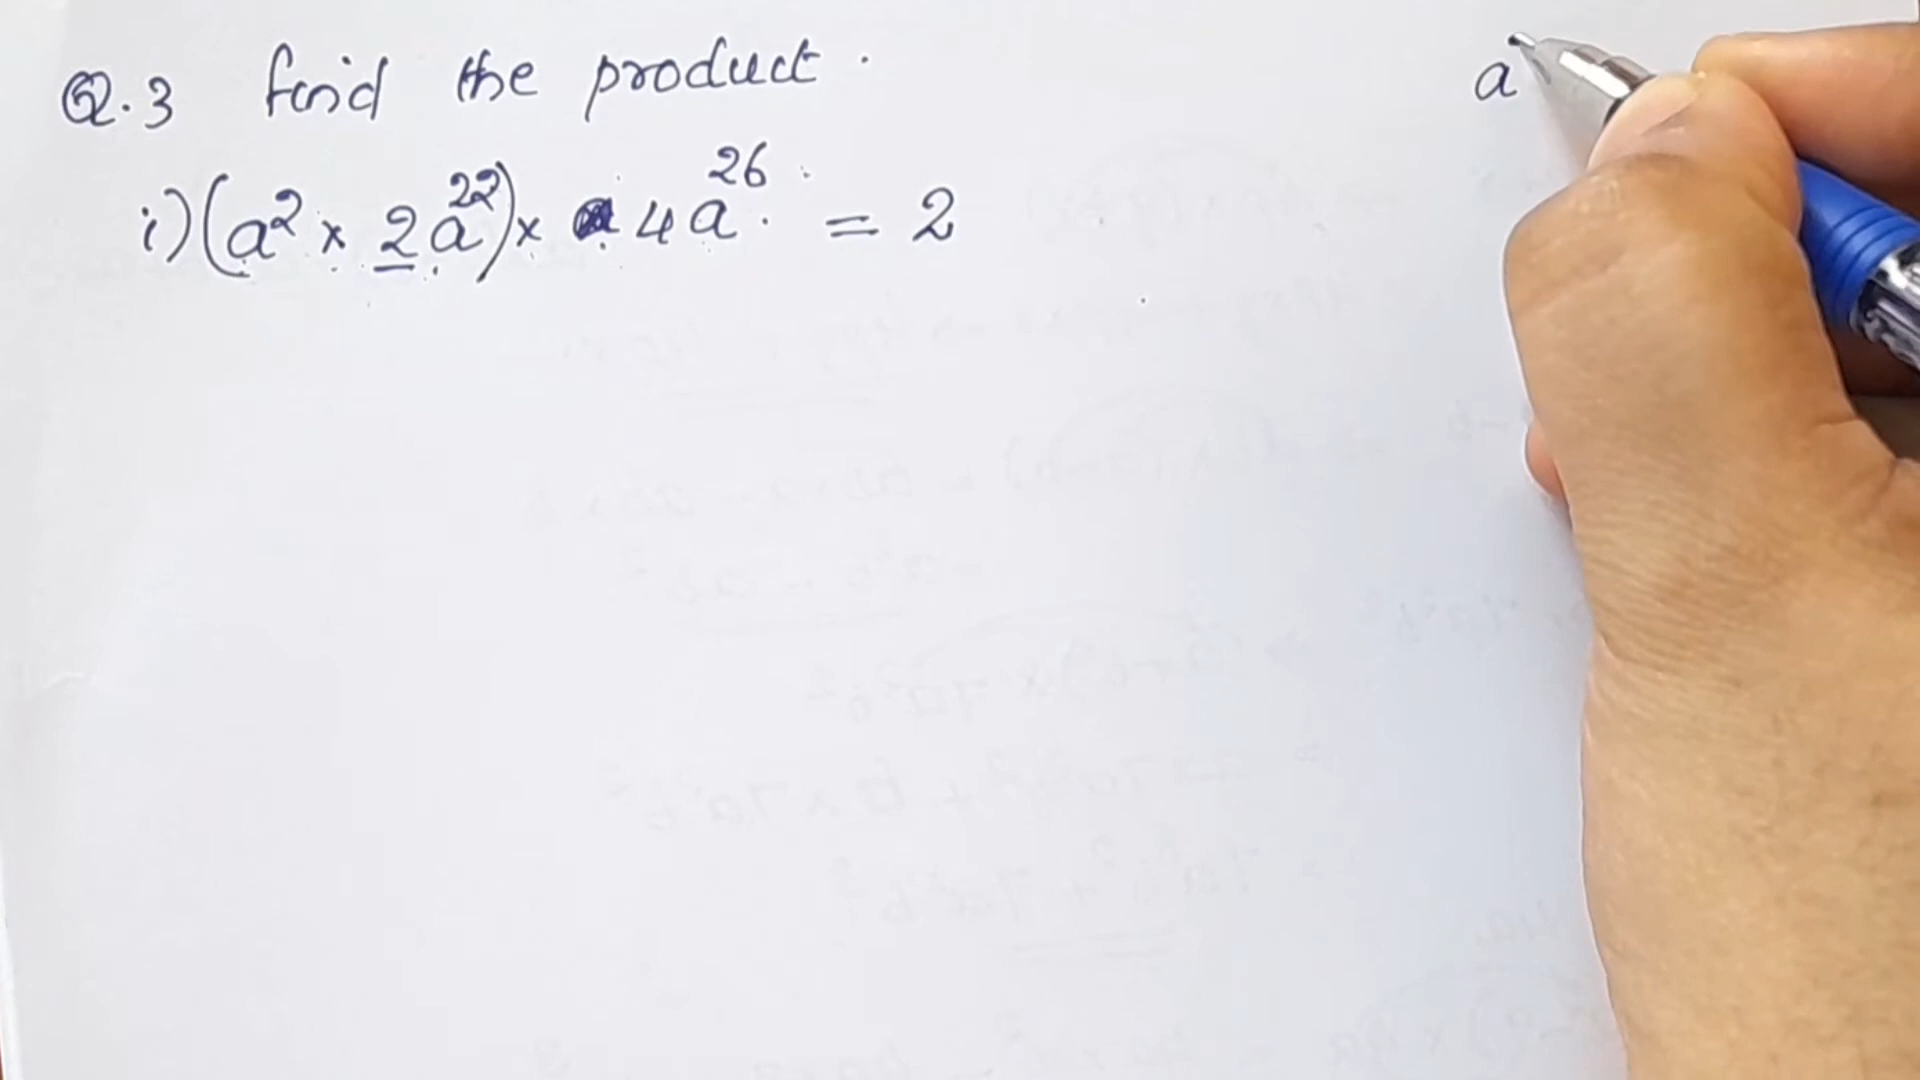 Q.3 find the product. a
i) (a² × 2a²²) × 4a²⁶ = 2